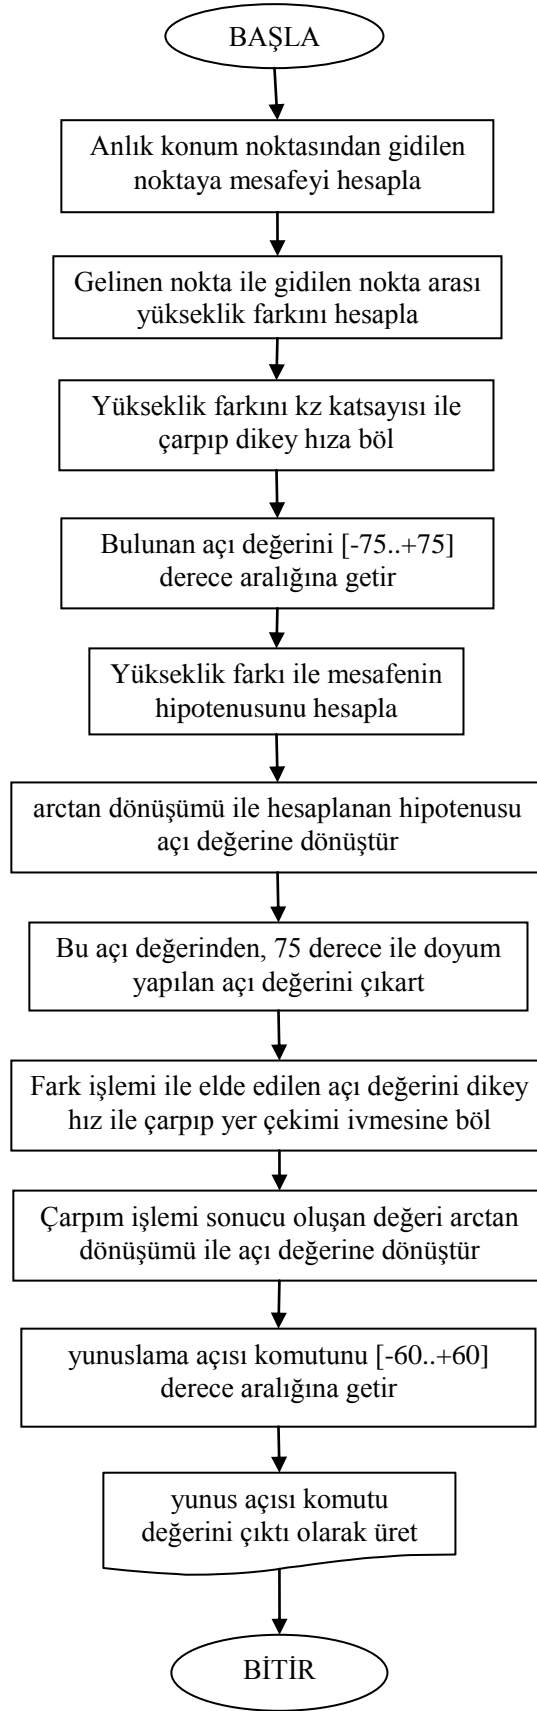 BAŞLA
Anlık konum noktasından gidilen
noktaya mesafeyi hesapla
Gelinen nokta ile gidilen nokta arası
yükseklik farkını hesapla
Yükseklik farkını kz katsayısı ile
çarpıp dikey hıza böl
Bulunan açı değerini [-75..+75]
derece aralığına getir
Yükseklik farkı ile mesafenin
hipotenusunu hesapla
arctan dönüşümü ile hesaplanan hipotenusu
açı değerine dönüştür
Bu açı değerinden, 75 derece ile doyum
yapılan açı değerini çıkart
Fark işlemi ile elde edilen açı değerini dikey
hız ile çarpıp yer çekimi ivmesine böl
Çarpım işlemi sonucu oluşan değeri arctan
dönüşümü ile açı değerine dönüştür
yunuslama açısı komutunu [-60..+60]
derece aralığına getir
yunus açısı komutu
değerini çıktı olarak üret
BİTİR